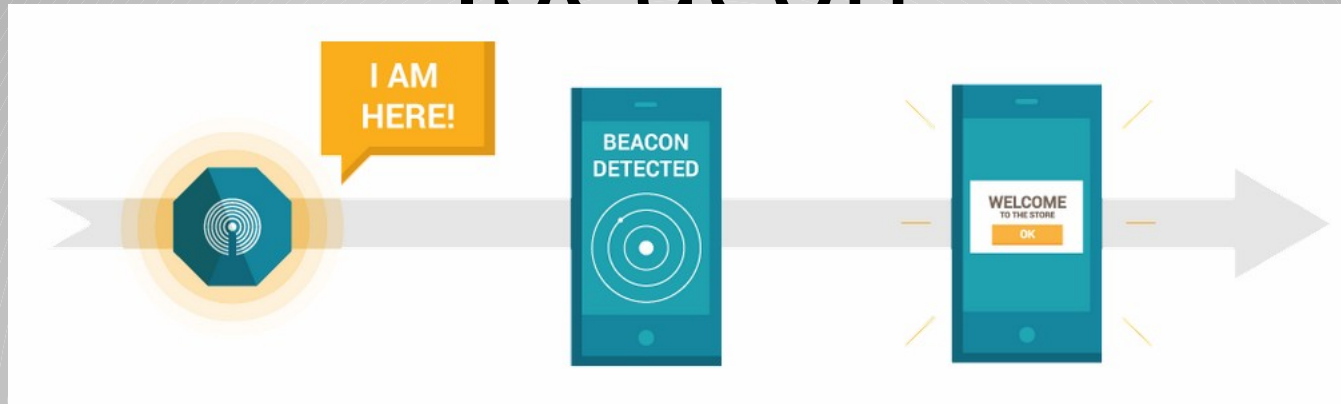 I AM
HERE!
BEACON
DETECTED
WELCOME
TO THE STORE
OK